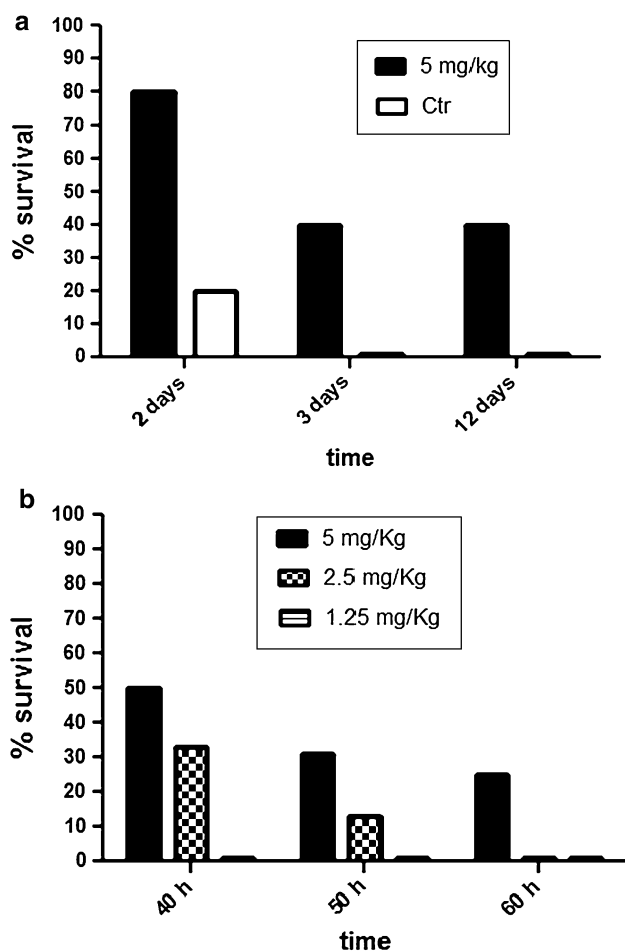 a
100
90
80
70
60
50
40
30
20
10
0
% survival
5 mg/kg
Ctr
2 days
3 days
12 days
time
b
100
90
80
70
60
50
40
30
20
10
0
% survival
5 mg/Kg
2.5 mg/Kg
1.25 mg/Kg
40 h
50 h
60 h
time